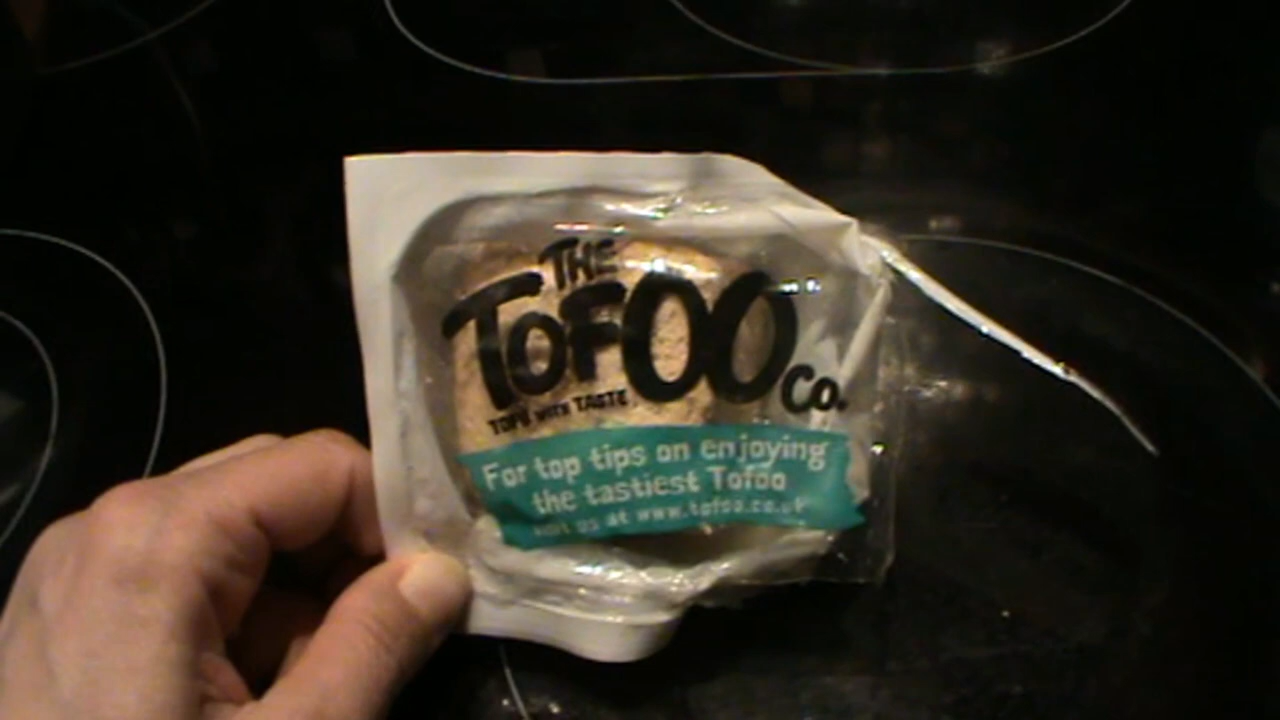 THE
TOFOO
Co.
TOFU WITH TASTE
For top tips on enjoying
the tastiest Tofoo
visit us at www.tofoo.co.uk